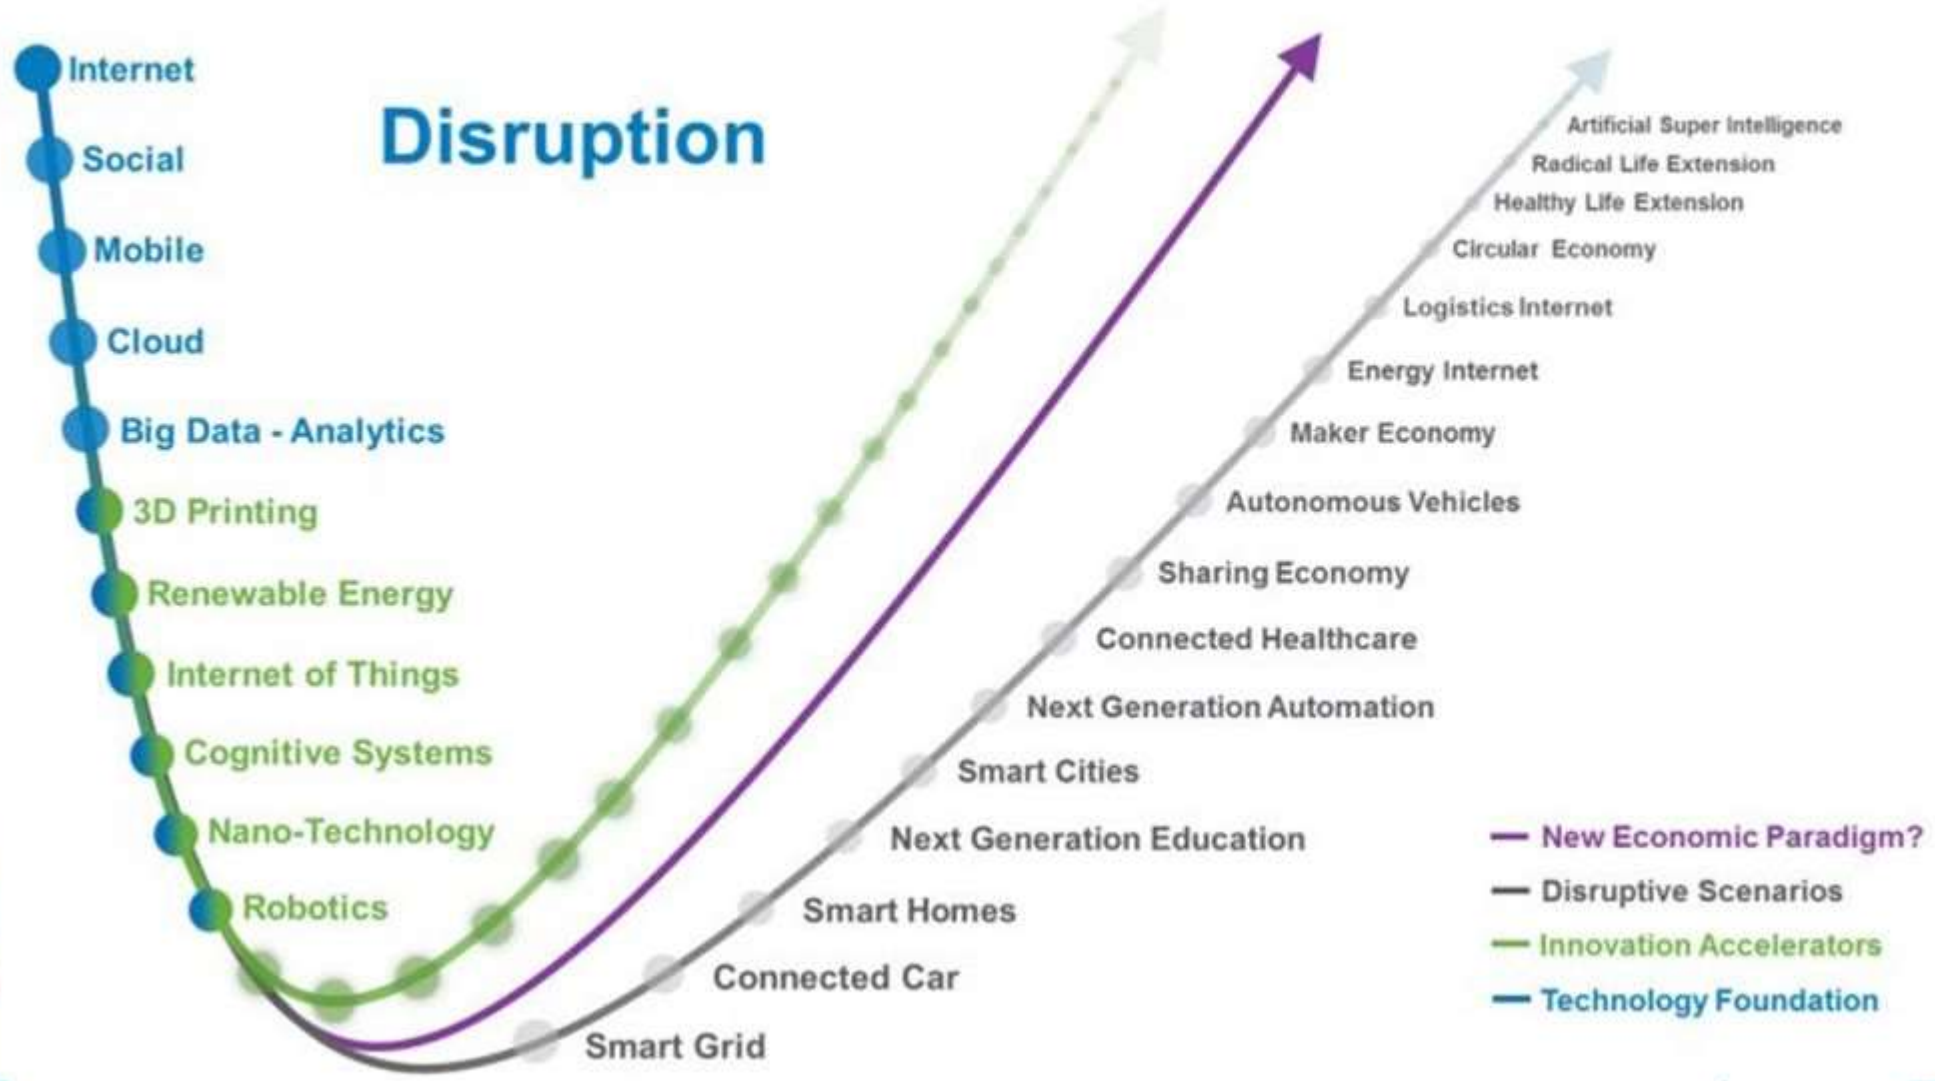 Disruption
Internet
Social
Mobile
Cloud
Big Data - Analytics
3D Printing
Renewable Energy
Internet of Things
Cognitive Systems
Nano-Technology
Robotics
Artificial Super Intelligence
Radical Life Extension
Healthy Life Extension
Circular Economy
Logistics Internet
Energy Internet
Maker Economy
Autonomous Vehicles
Sharing Economy
Connected Healthcare
Next Generation Automation
Smart Cities
Next Generation Education
Smart Homes
Connected Car
Smart Grid
New Economic Paradigm?
Disruptive Scenarios
Innovation Accelerators
Technology Foundation